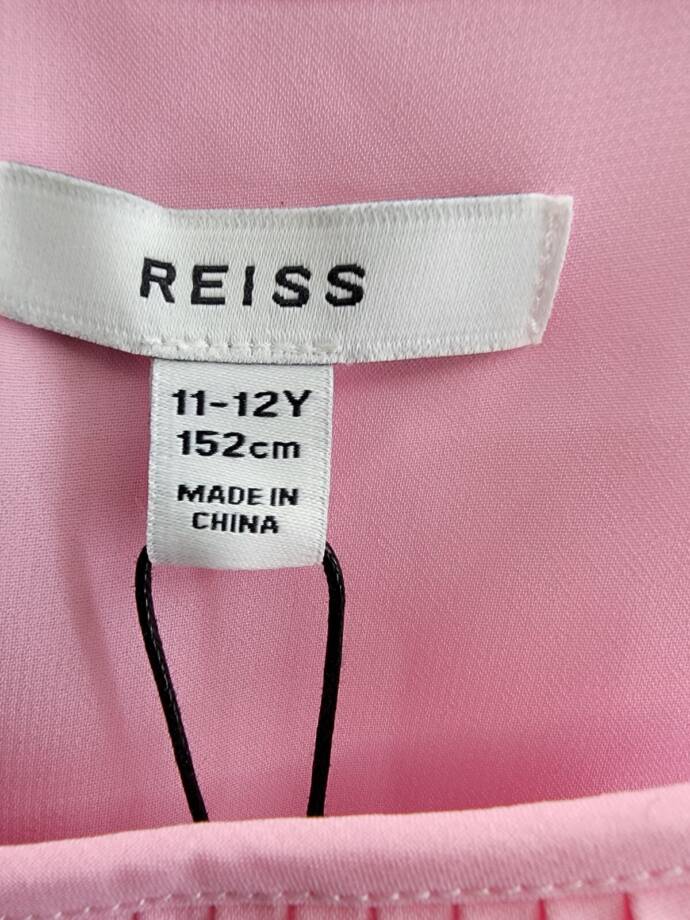 REISS
11-12Y
152cm
MADE IN
CHINA